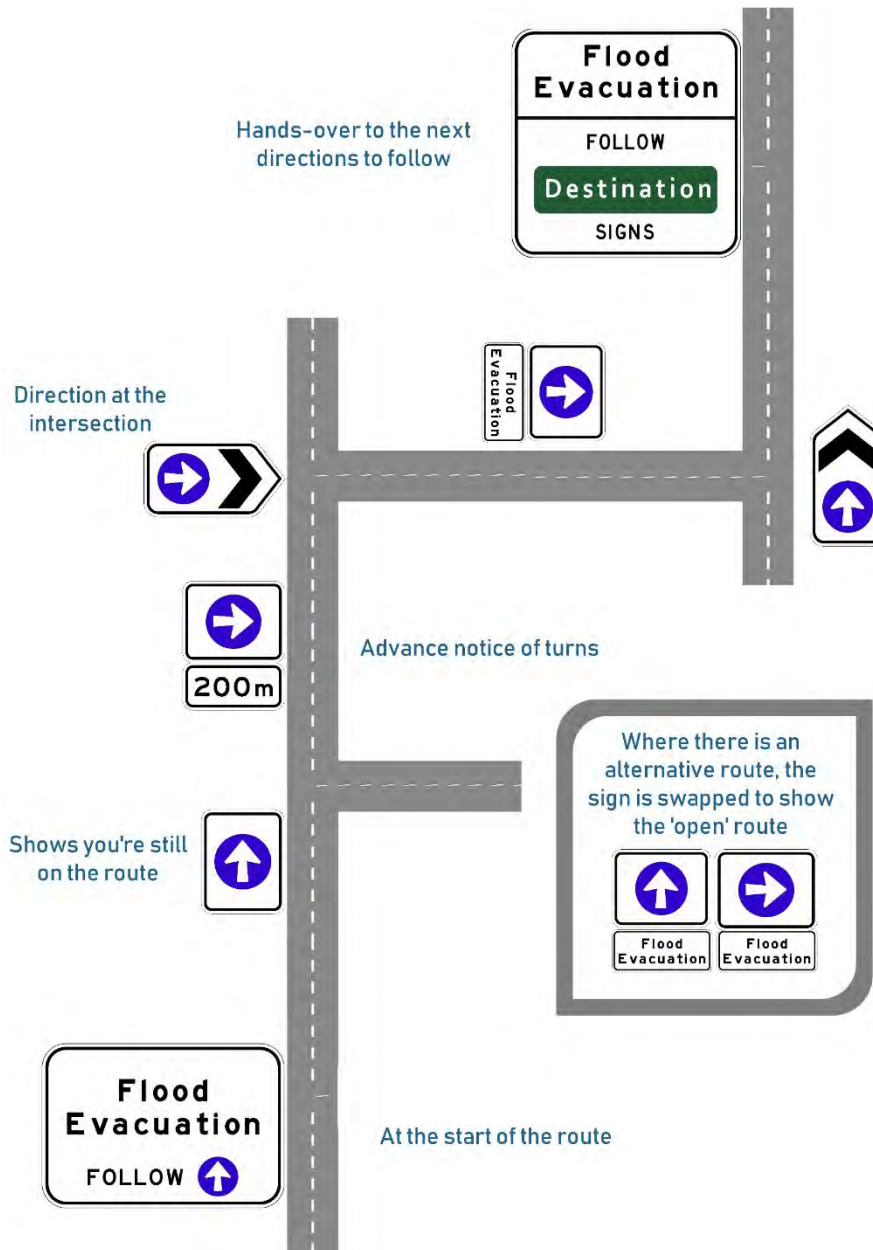 Flood
Evacuation
FOLLOW
Destination
SIGNS
Hands-over to the next
directions to follow
Flood
Evacuation
Direction at the
intersection
200m
Advance notice of turns
Where there is an
alternative route, the
sign is swapped to show
the 'open' route
Shows you're still
on the route
Flood
Evacuation
Flood
Evacuation
Flood
Evacuation
FOLLOW
At the start of the route